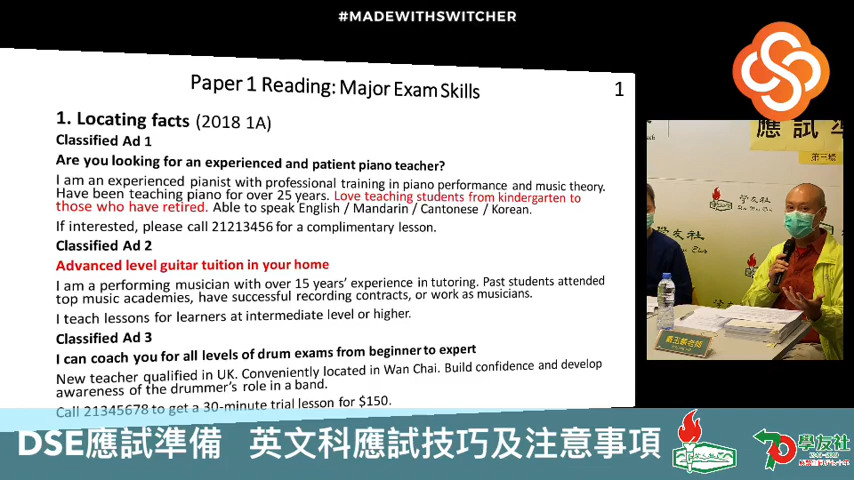 #MADEWITHSWITCHER
Paper 1 Reading: Major Exam Skills
1
1. Locating facts (2018 1A)
Classified Ad 1
Are you looking for an experienced and patient piano teacher?
I am an experienced pianist with professional training in piano performance and music theory.
Have been teaching piano for over 25 years. Love teaching students from kindergarten to
those who have retired. Able to speak English / Mandarin / Cantonese / Korean.
If interested, please call 21213456 for a complimentary lesson.
Classified Ad 2
Advanced level guitar tuition in your home
I am a performing musician with over 15 years' experience in tutoring. Past students attended
top music academies, have successful recording contracts, or work as musicians.
I teach lessons for learners at intermediate level or higher.
Classified Ad 3
I can coach you for all levels of drum exams from beginner to expert
New teacher qualified in UK. Conveniently located in Wan Chai. Build confidence and develop
awareness of the drummer's role in a band.
Call 21345678 to get a 30-minute trial lesson for $150.
應試準
第三場
學友社
學友社
DSE應試準備 英文科應試技巧及注意事項
學友社